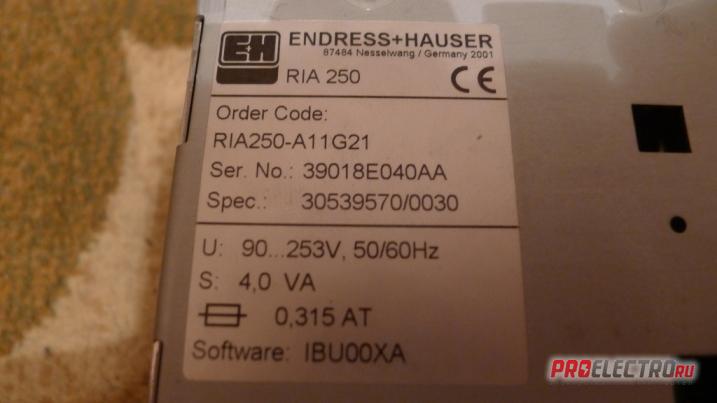 E+H ENDRESS+HAUSER
87484 Nesselwang / Germany 2001
RIA 250
CE
Order Code:
RIA250-A11G21
Ser. No.: 39018E040AA
Spec.: 30539570/0030
U: 90...253V, 50/60Hz
S: 4,0 VA
0,315 AT
Software: IBU00XA
PROELECTRO.RU